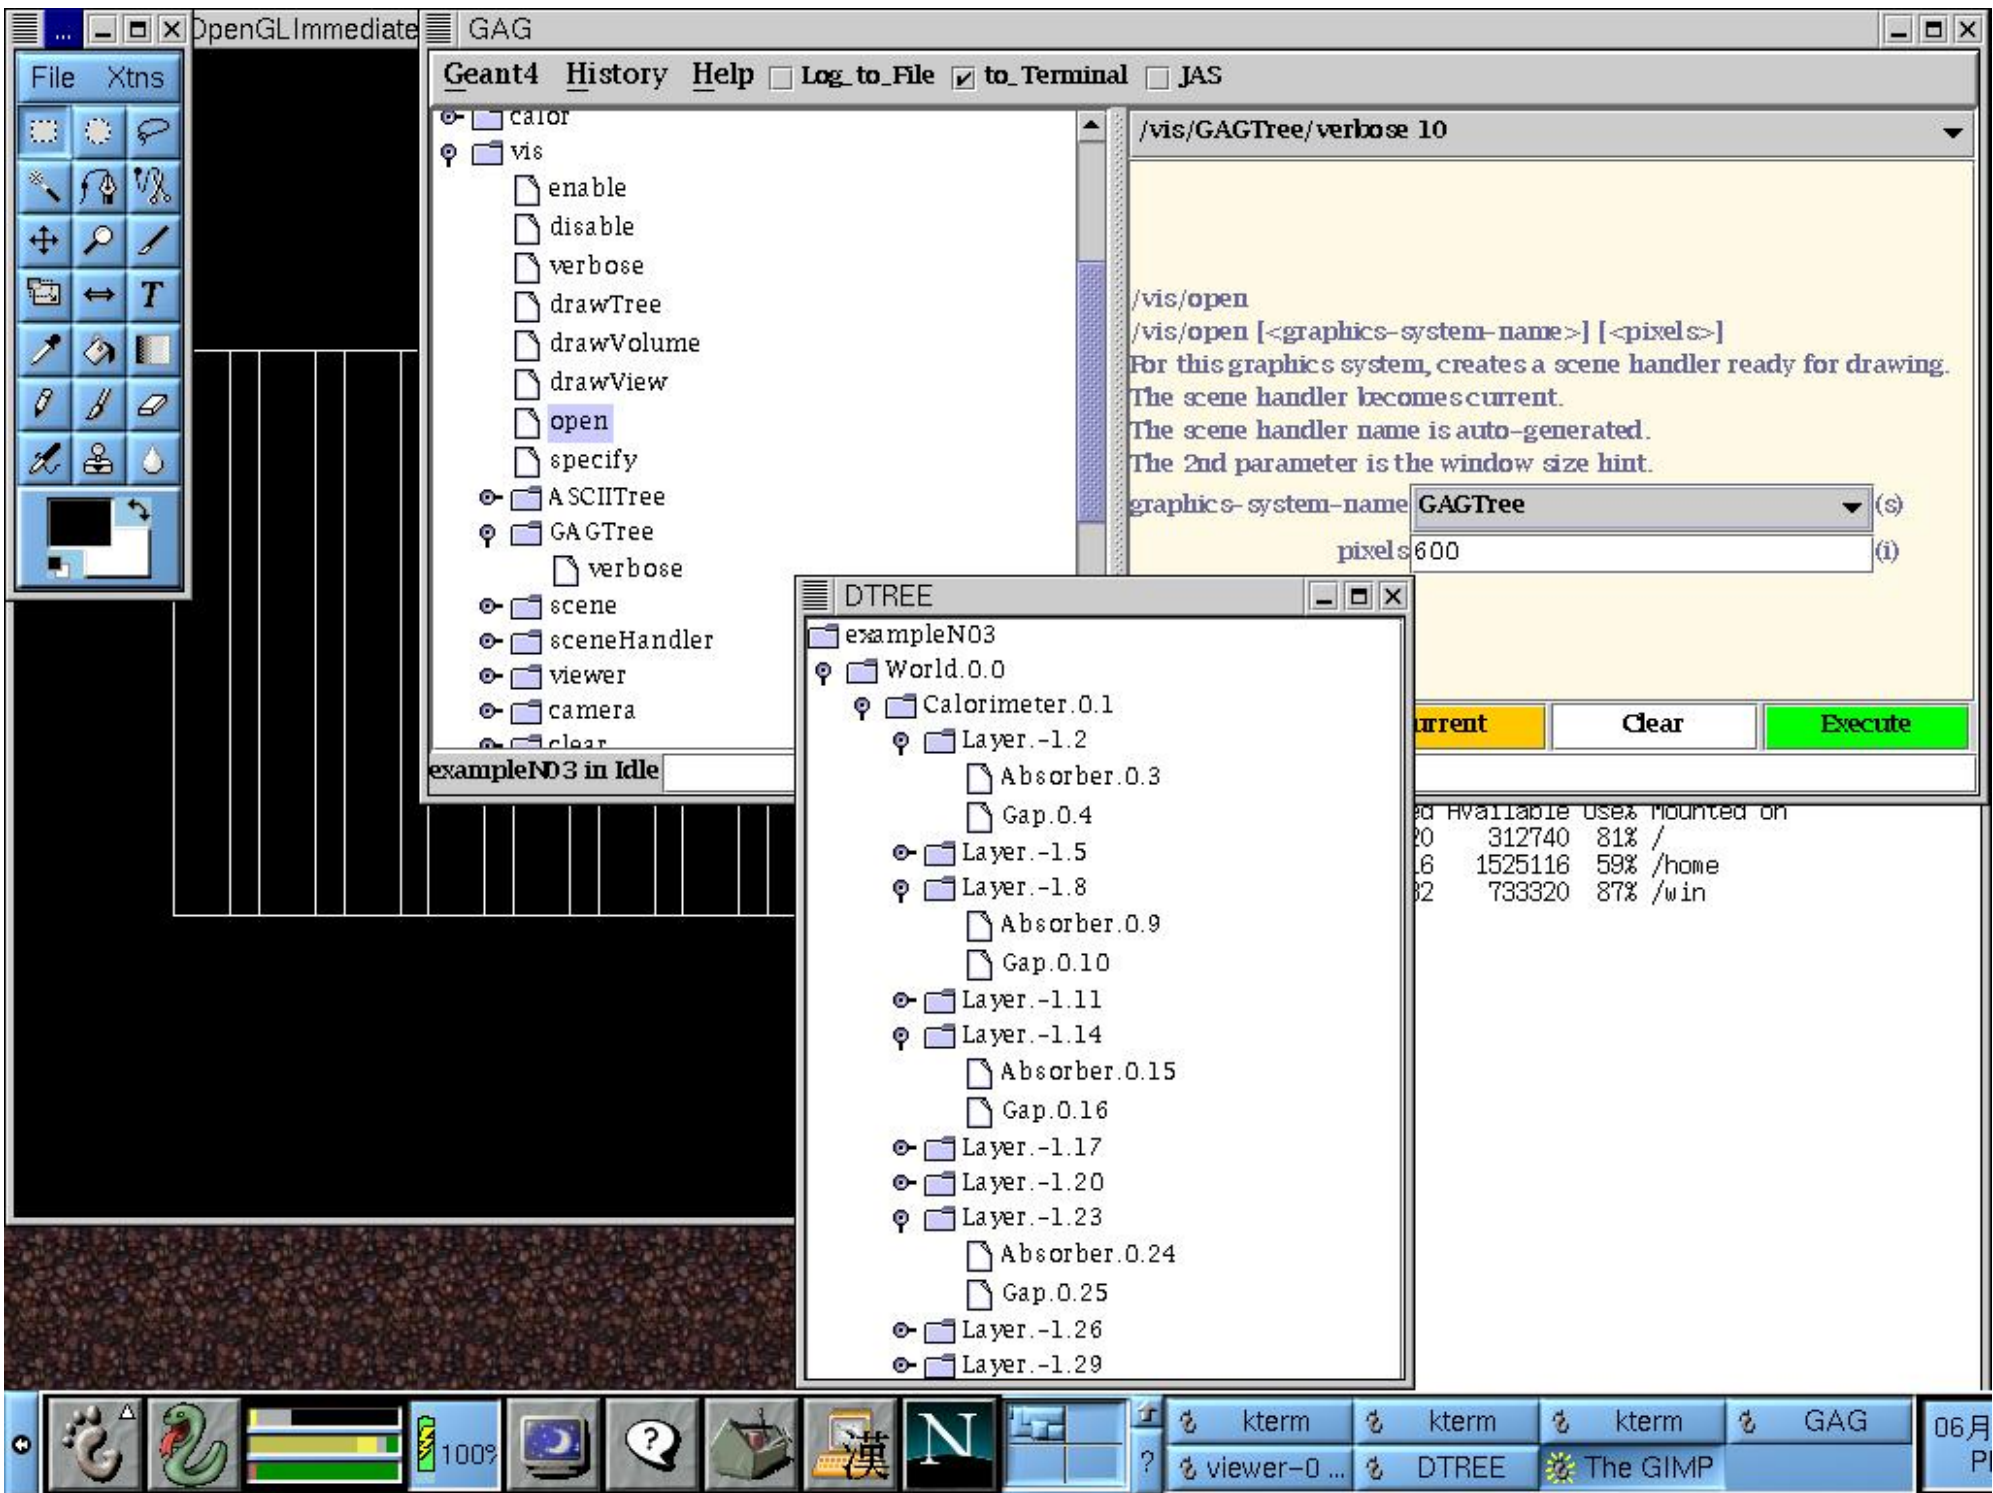 ...
OpenGLImmediate
File Xtns
GAG
Geant4 History Help Log_to_File to_Terminal JAS
calor
vis
enable
disable
verbose
drawTree
drawVolume
drawView
open
specify
ASCIITree
GAGTree
verbose
scene
sceneHandler
viewer
camera
clear
exampleN03 in Idle
/vis/GAGTree/verbose 10
/vis/open
/vis/open [<graphics-system-name>] [<pixels>]
For this graphics system, creates a scene handler ready for drawing.
The scene handler becomes current.
The scene handler name is auto-generated.
The 2nd parameter is the window size hint.
graphics-system-name GAGTree (s)
pixels 600 (i)
urrent Clear Execute
DTREE
exampleN03
World.0.0
Calorimeter.0.1
Layer.-1.2
Absorber.0.3
Gap.0.4
Layer.-1.5
Layer.-1.8
Absorber.0.9
Gap.0.10
Layer.-1.11
Layer.-1.14
Absorber.0.15
Gap.0.16
Layer.-1.17
Layer.-1.20
Layer.-1.23
Absorber.0.24
Gap.0.25
Layer.-1.26
Layer.-1.29
ed Available Use% Mounted on
20 312740 81% /
16 1525116 59% /home
32 733320 87% /win
100%
?
漢
N
?
kterm kterm kterm GAG
viewer-0 ... DTREE The GIMP
06月